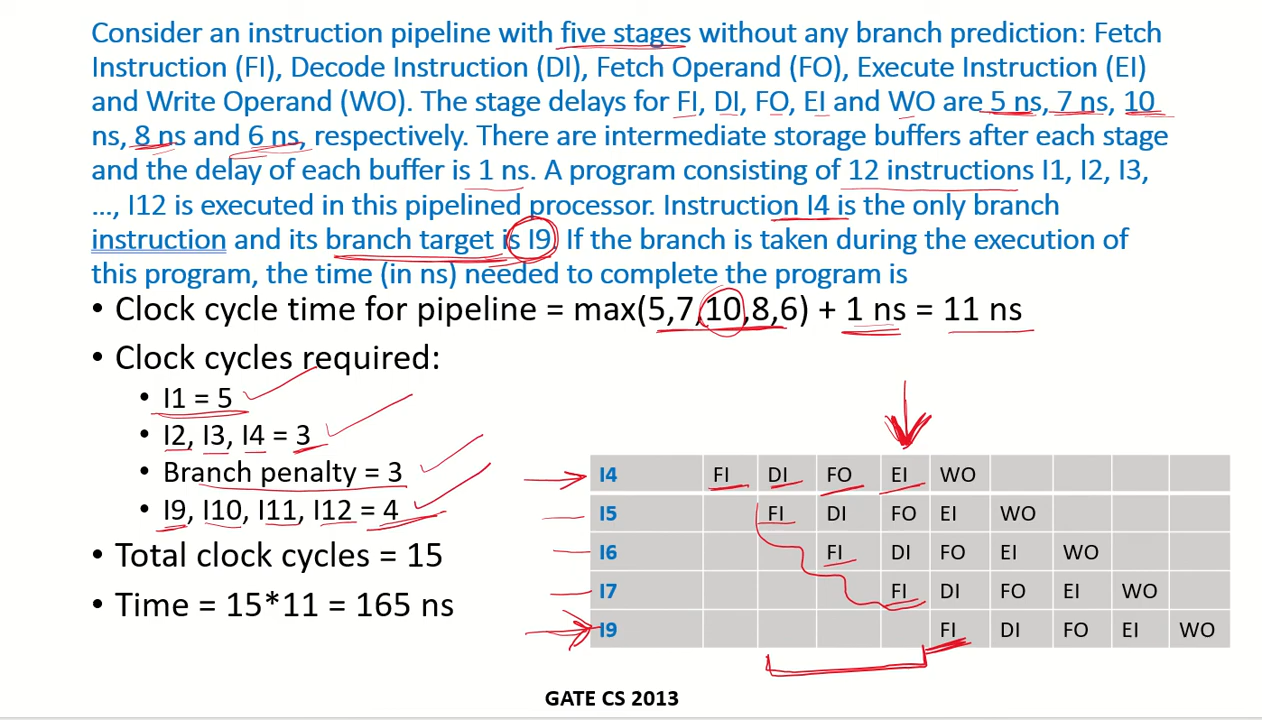 Consider an instruction pipeline with five stages without any branch prediction: Fetch
Instruction (FI), Decode Instruction (DI), Fetch Operand (FO), Execute Instruction (EI)
and Write Operand (WO). The stage delays for FI, DI, FO, EI and WO are 5 ns, 7 ns, 10
ns, 8 ns and 6 ns, respectively. There are intermediate storage buffers after each stage
and the delay of each buffer is 1 ns. A program consisting of 12 instructions I1, I2, I3,
..., I12 is executed in this pipelined processor. Instruction I4 is the only branch
instruction and its branch target is I9. If the branch is taken during the execution of
this program, the time (in ns) needed to complete the program is
• Clock cycle time for pipeline = max(5,7,10,8,6) + 1 ns = 11 ns
• Clock cycles required:
• I1 = 5
• I2, I3, I4 = 3
• Branch penalty = 3
• I9, I10, I11, I12 = 4
• Total clock cycles = 15
• Time = 15*11 = 165 ns
I4 FI DI FO EI WO
I5 FI DI FO EI WO
I6 FI DI FO EI WO
I7 FI DI FO EI WO
I9 FI DI FO EI WO
GATE CS 2013